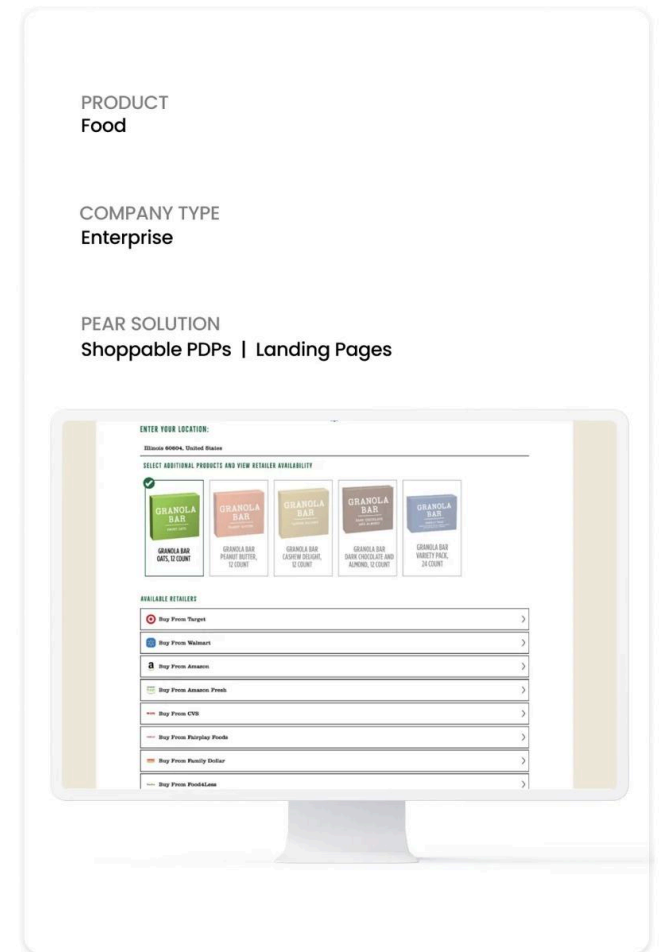 PRODUCT
Food
COMPANY TYPE
Enterprise
PEAR SOLUTION
Shoppable PDPs | Landing Pages
ENTER YOUR LOCATION:
Illinois 60604, United States
SELECT ADDITIONAL PRODUCTS AND VIEW RETAILER AVAILABILITY
GRANOLA
BAR
GRANOLA BAR
OATS, 12 COUNT
GRANOLA
BAR
GRANOLA BAR
PEANUT BUTTER,
12 COUNT
GRANOLA
BAR
GRANOLA BAR
CASHEW DELIGHT,
12 COUNT
GRANOLA
BAR
GRANOLA BAR
DARK CHOCOLATE AND
ALMOND, 12 COUNT
GRANOLA
BAR
GRANOLA BAR
VARIETY PACK,
24 COUNT
AVAILABLE RETAILERS
Buy From Target
Buy From Walmart
a Buy From Amazon
Buy From Amazon Fresh
Buy From CVS
Buy From Fairplay Foods
Buy From Family Dollar
Buy From Food4Less